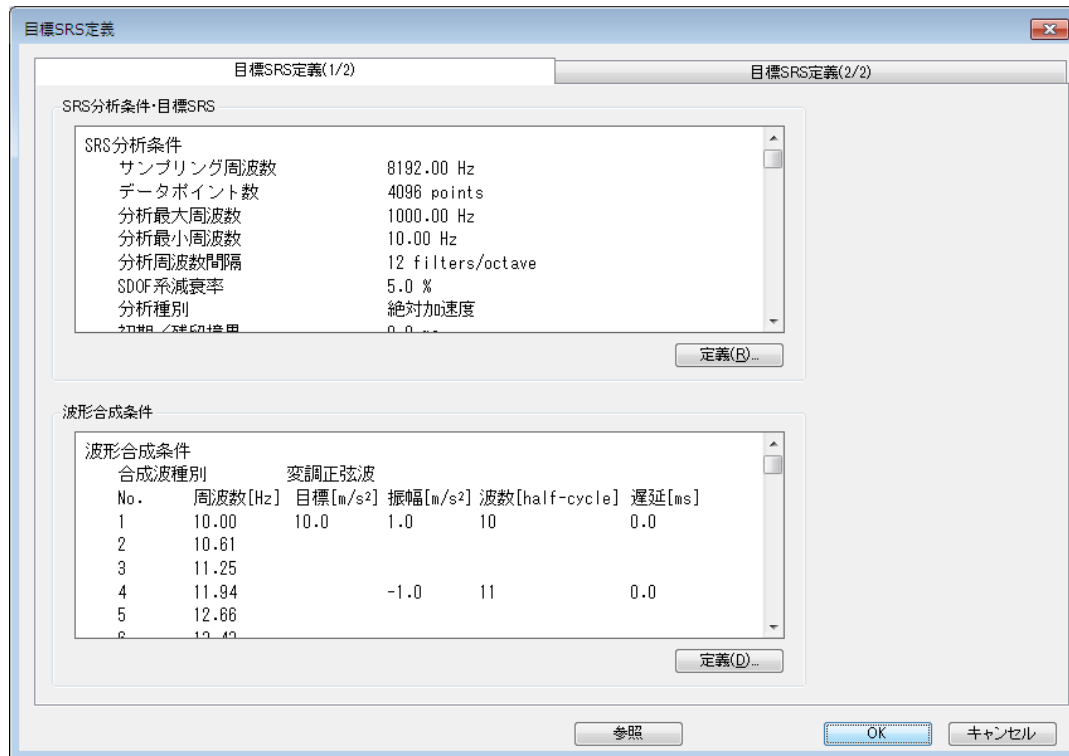 目標SRS定義
目標SRS定義(1/2) 目標SRS定義(2/2)
SRS分析条件・目標SRS
SRS分析条件
サンプリング周波数 8192.00 Hz
データポイント数 4096 points
分析最大周波数 1000.00 Hz
分析最小周波数 10.00 Hz
分析周波数間隔 12 filters/octave
SDOF系減衰率 5.0 %
分析種別 絶対加速度
定義(R)...
波形合成条件
波形合成条件
合成波種別 変調正弦波
No. 周波数[Hz] 目標[m/s²] 振幅[m/s²] 波数[half-cycle] 遅延[ms]
1 10.00 10.0 1.0 10 0.0
2 10.61
3 11.25
4 11.94 -1.0 11 0.0
5 12.66
定義(D)...
参照 OK キャンセル